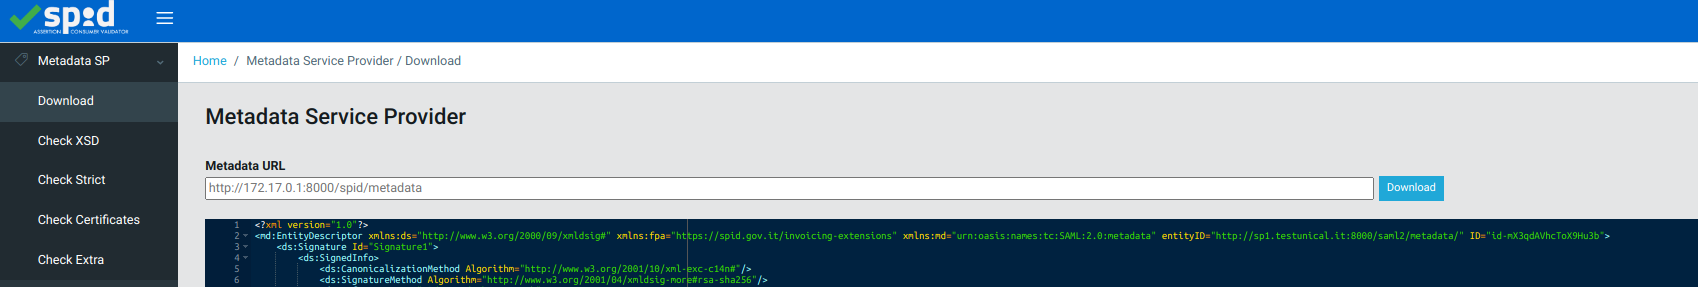 spid
ASSERTION CONSUMER VALIDATOR
Metadata SP
Download
Check XSD
Check Strict
Check Certificates
Check Extra
Home / Metadata Service Provider / Download
Metadata Service Provider
Metadata URL
http://172.17.0.1:8000/spid/metadata
Download
1 <?xml version="1.0"?>
2 <md:EntityDescriptor xmlns:ds="http://www.w3.org/2000/09/xmldsig#" xmlns:fpa="https://spid.gov.it/invoicing-extensions" xmlns:md="urn:oasis:names:tc:SAML:2.0:metadata" entityID="http://sp1.testunical.it:8000/saml2/metadata/" ID="id-mX3qdAVhcToX9Hu3b">
3 <ds:Signature Id="Signature1">
4 <ds:SignedInfo>
5 <ds:CanonicalizationMethod Algorithm="http://www.w3.org/2001/10/xml-exc-c14n#"/>
6 <ds:SignatureMethod Algorithm="http://www.w3.org/2001/04/xmldsig-more#rsa-sha256"/>